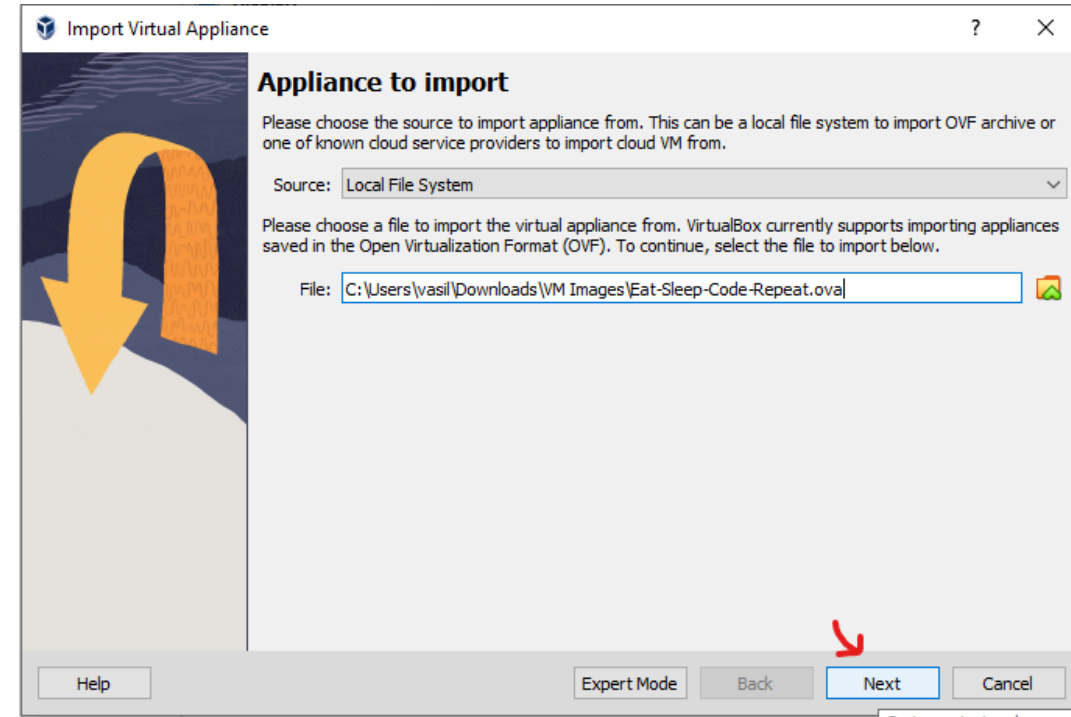 Import Virtual Appliance
?
Appliance to import
Please choose the source to import appliance from. This can be a local file system to import OVF archive or
one of known cloud service providers to import cloud VM from.
Source: Local File System
Please choose a file to import the virtual appliance from. VirtualBox currently supports importing appliances
saved in the Open Virtualization Format (OVF). To continue, select the file to import below.
File: C:\Users\vasil\Downloads\VM Images\Eat-Sleep-Code-Repeat.ova
Help Expert Mode Back Next Cancel